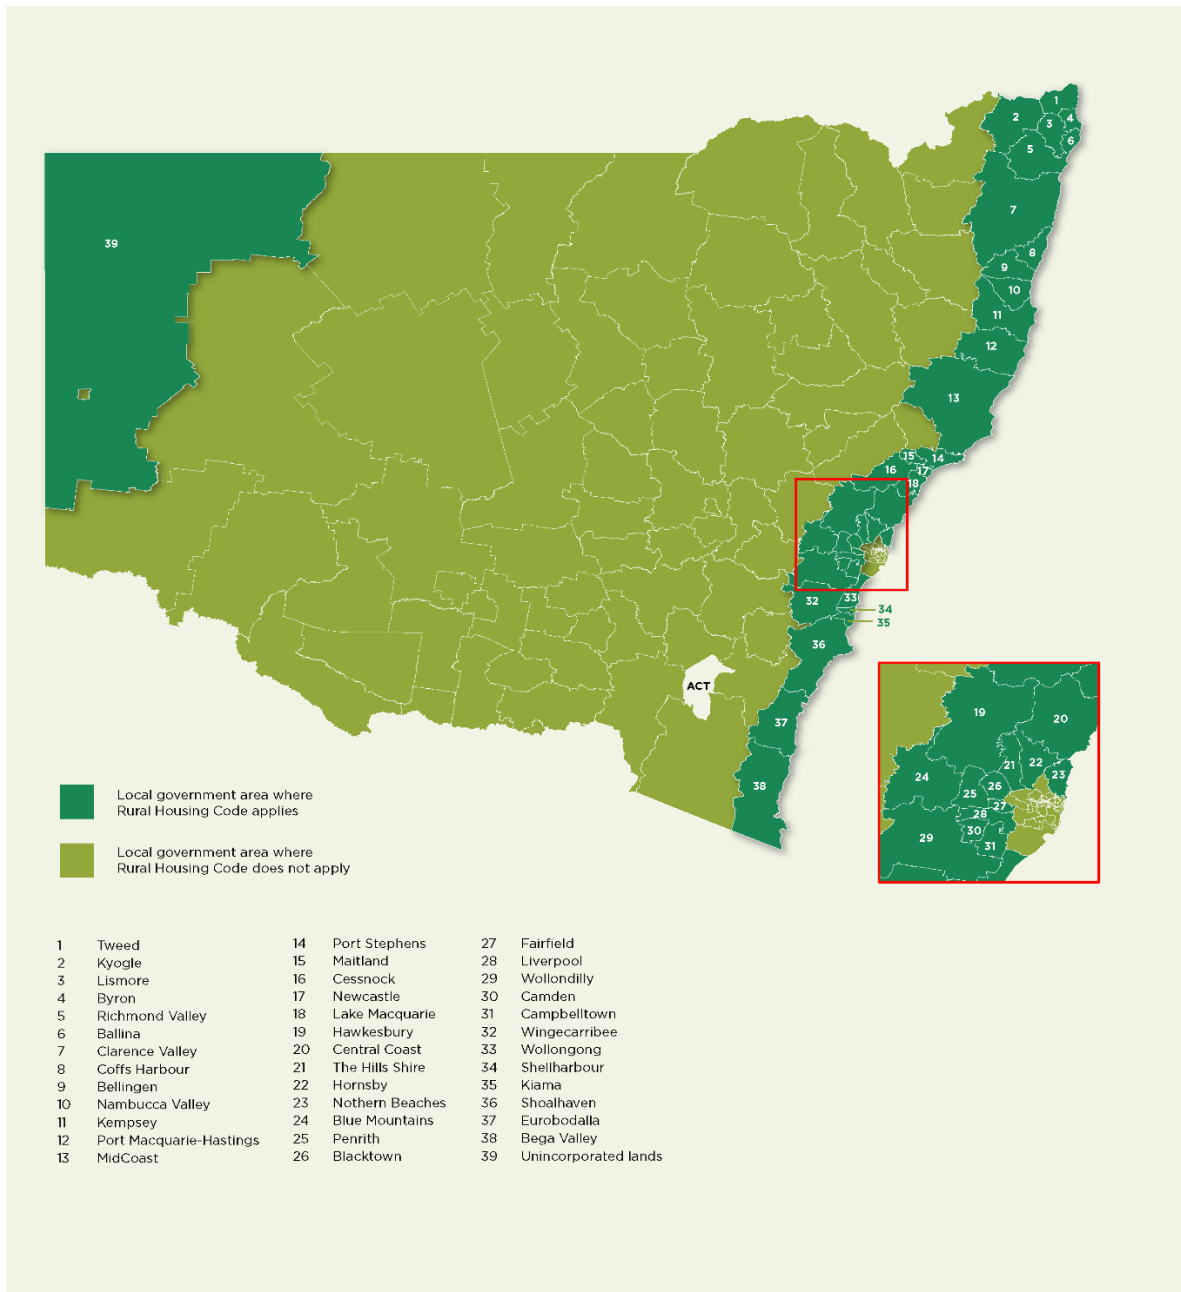 1
2
3
4
5
6
7
39
8
9
10
11
12
13
15
14
16
17
18
32
33
34
35
36
ACT
37
38
19
20
21
22
23
24
25
26
27
28
29
30
31
Local government area where
Rural Housing Code applies
Local government area where
Rural Housing Code does not apply
1 Tweed
2 Kyogle
3 Lismore
4 Byron
5 Richmond Valley
6 Ballina
7 Clarence Valley
8 Coffs Harbour
9 Bellingen
10 Nambucca Valley
11 Kempsey
12 Port Macquarie-Hastings
13 MidCoast
14 Port Stephens
15 Maitland
16 Cessnock
17 Newcastle
18 Lake Macquarie
19 Hawkesbury
20 Central Coast
21 The Hills Shire
22 Hornsby
23 Nothern Beaches
24 Blue Mountains
25 Penrith
26 Blacktown
27 Fairfield
28 Liverpool
29 Wollondilly
30 Camden
31 Campbelltown
32 Wingecarribee
33 Wollongong
34 Shellharbour
35 Kiama
36 Shoalhaven
37 Eurobodalla
38 Bega Valley
39 Unincorporated lands